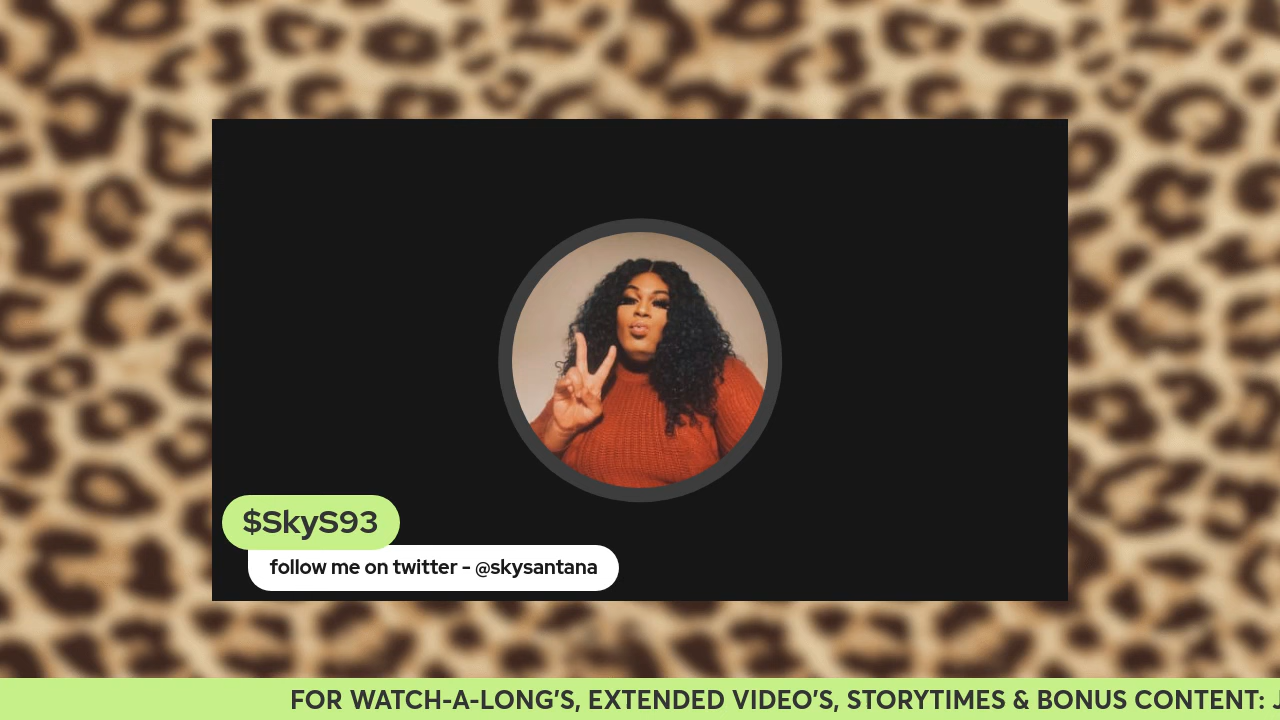 $SkyS93
follow me on twitter - @skysantana
FOR WATCH-A-LONG'S, EXTENDED VIDEO'S, STORYTIMES & BONUS CONTENT: